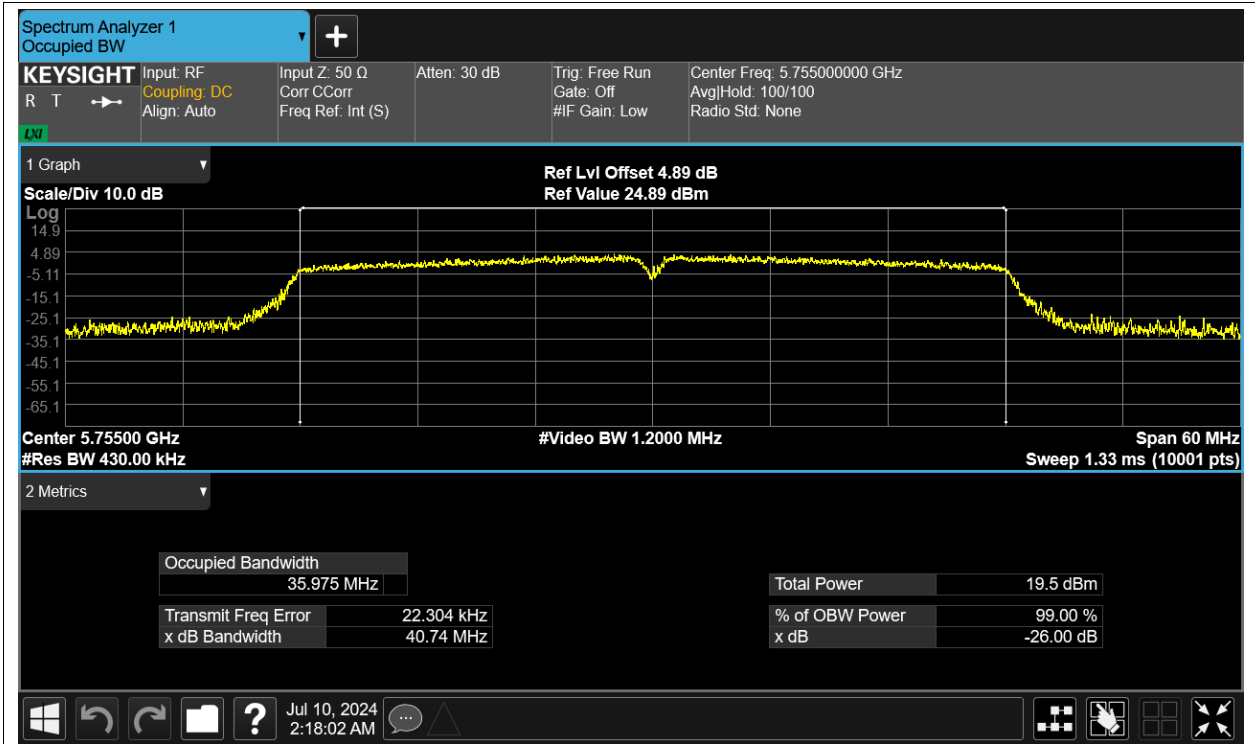 Spectrum Analyzer 1
Occupied BW
KEYSIGHT
R T
LXI
Input: RF
Coupling: DC
Align: Auto
Input Z: 50 Ω
Corr CCorr
Freq Ref: Int (S)
Atten: 30 dB
Trig: Free Run
Gate: Off
#IF Gain: Low
Center Freq: 5.755000000 GHz
Avg|Hold: 100/100
Radio Std: None
1 Graph
Scale/Div 10.0 dB
Ref Lvl Offset 4.89 dB
Ref Value 24.89 dBm
Log
14.9
4.89
-5.11
-15.1
-25.1
-35.1
-45.1
-55.1
-65.1
Center 5.75500 GHz
#Res BW 430.00 kHz
#Video BW 1.2000 MHz
Span 60 MHz
Sweep 1.33 ms (10001 pts)
2 Metrics
Occupied Bandwidth
35.975 MHz
Transmit Freq Error 22.304 kHz
x dB Bandwidth 40.74 MHz
Total Power 19.5 dBm
% of OBW Power 99.00 %
x dB -26.00 dB
?
Jul 10, 2024
2:18:02 AM